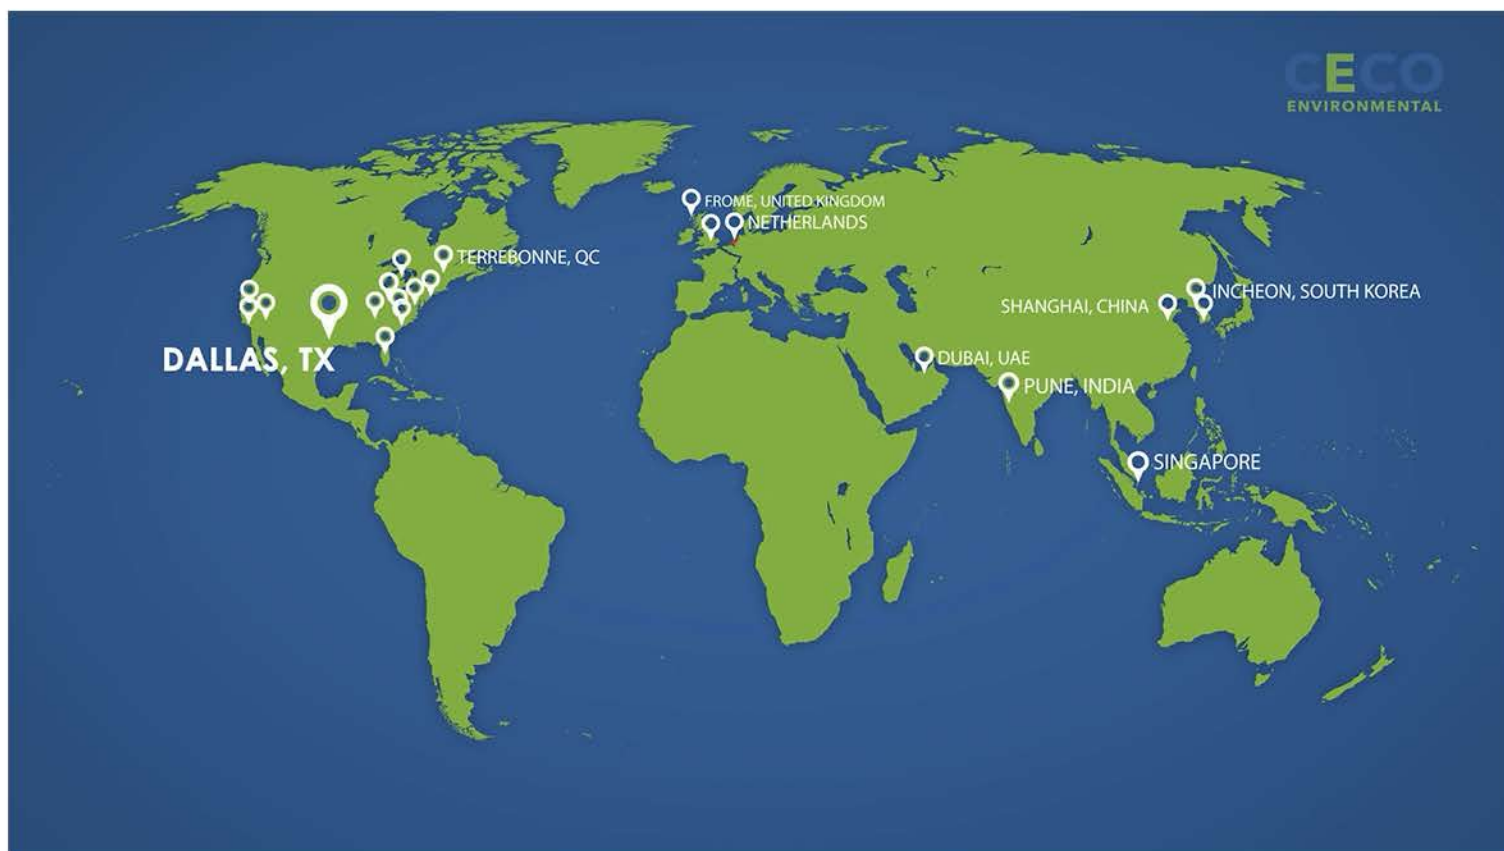 CECO
ENVIRONMENTAL
FROME, UNITED KINGDOM
NETHERLANDS
TERREBONNE, QC
INCHEON, SOUTH KOREA
SHANGHAI, CHINA
DALLAS, TX
DUBAI, UAE
PUNE, INDIA
SINGAPORE